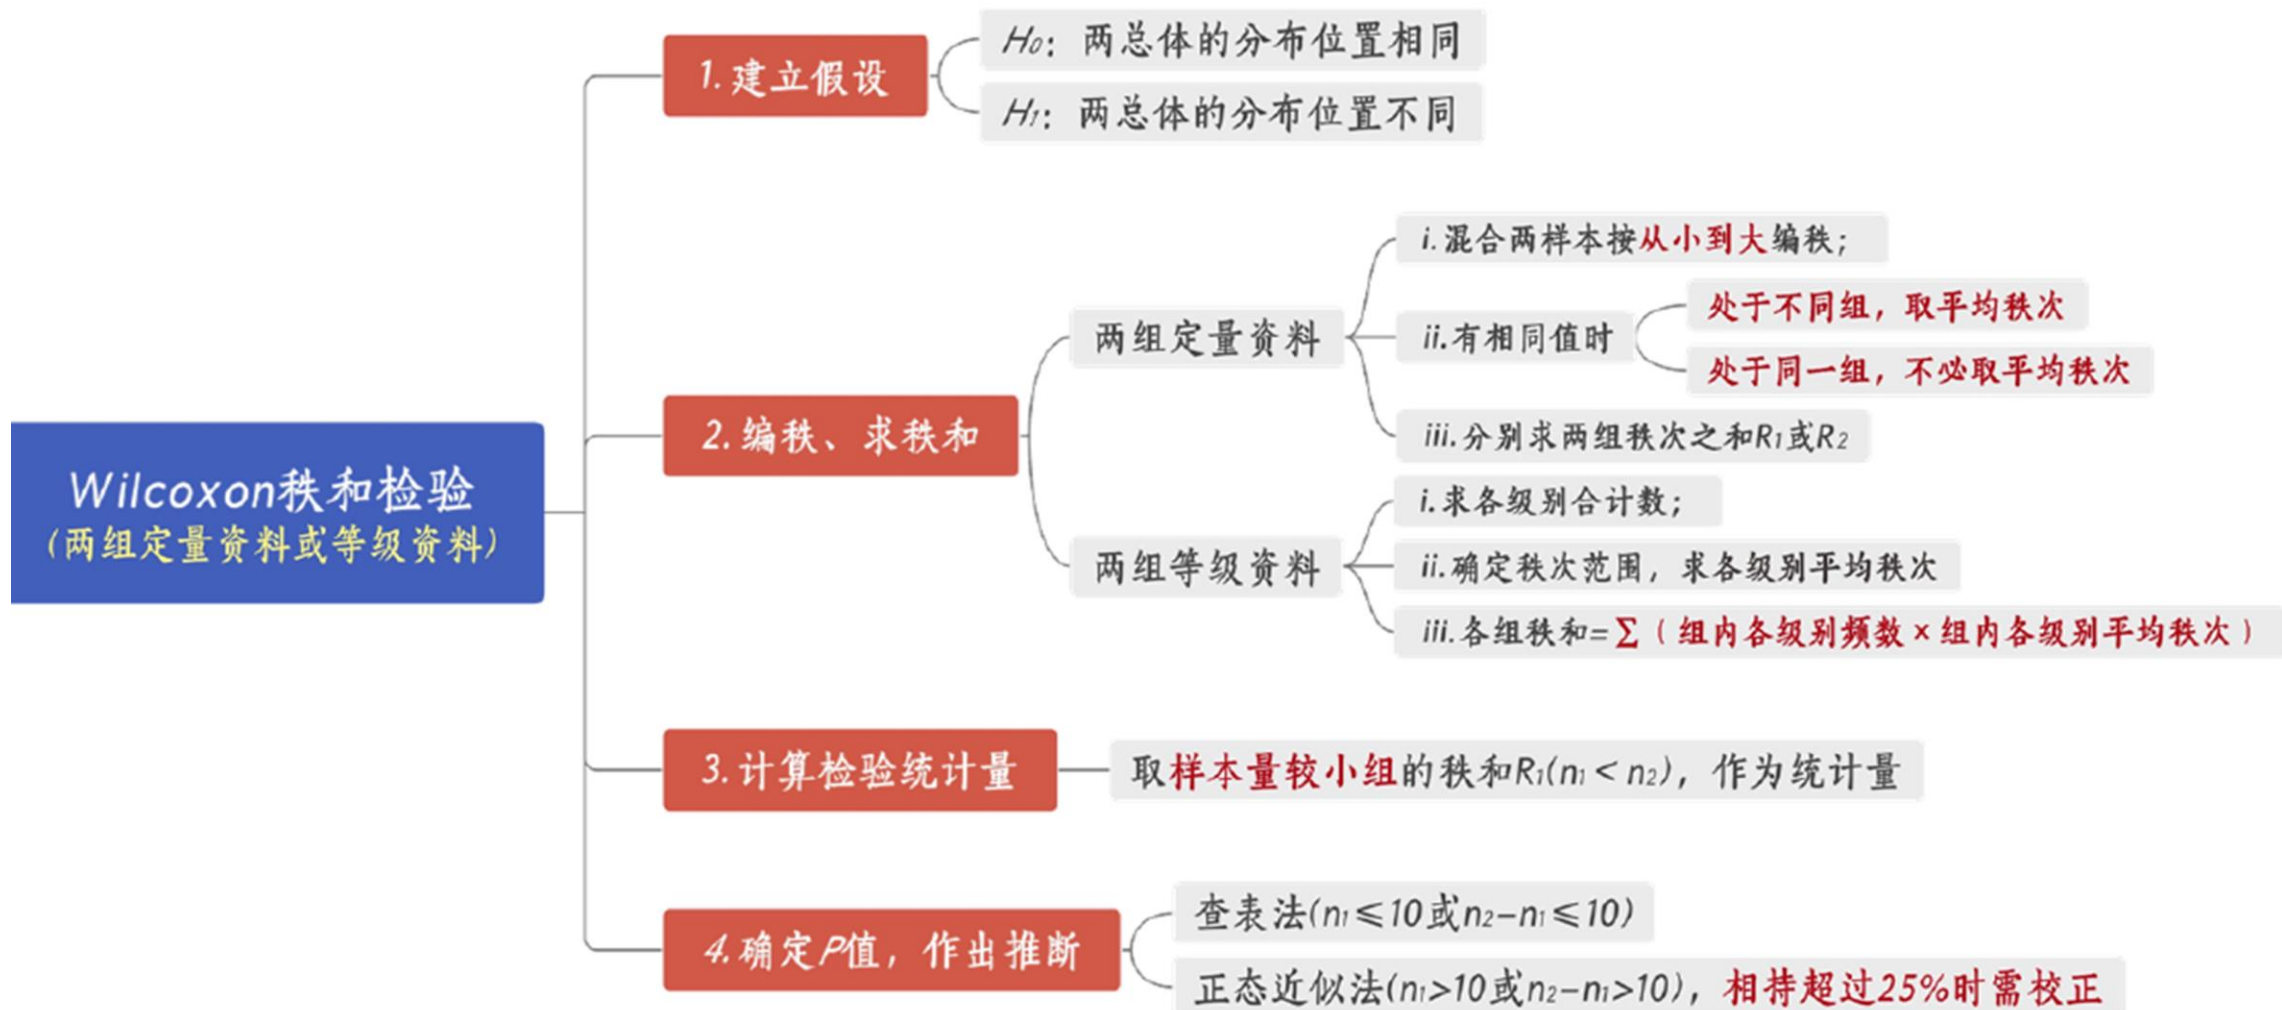 Wilcoxon秩和检验
(两组定量资料或等级资料)
1.建立假设
H₀：两总体的分布位置相同
H₁：两总体的分布位置不同
2.编秩、求秩和
两组定量资料
i.混合两样本按从小到大编秩；
ii.有相同值时
处于不同组，取平均秩次
处于同一组，不必取平均秩次
iii.分别求两组秩次之和R₁或R₂
两组等级资料
i.求各级别合计数；
ii.确定秩次范围，求各级别平均秩次
iii.各组秩和=∑（组内各级别频数×组内各级别平均秩次）
3.计算检验统计量
取样本量较小组的秩和R₁(n₁<n₂)，作为统计量
4.确定P值，作出推断
查表法(n₁≤10或n₂-n₁≤10)
正态近似法(n₁>10或n₂-n₁>10)，相持超过25%时需校正